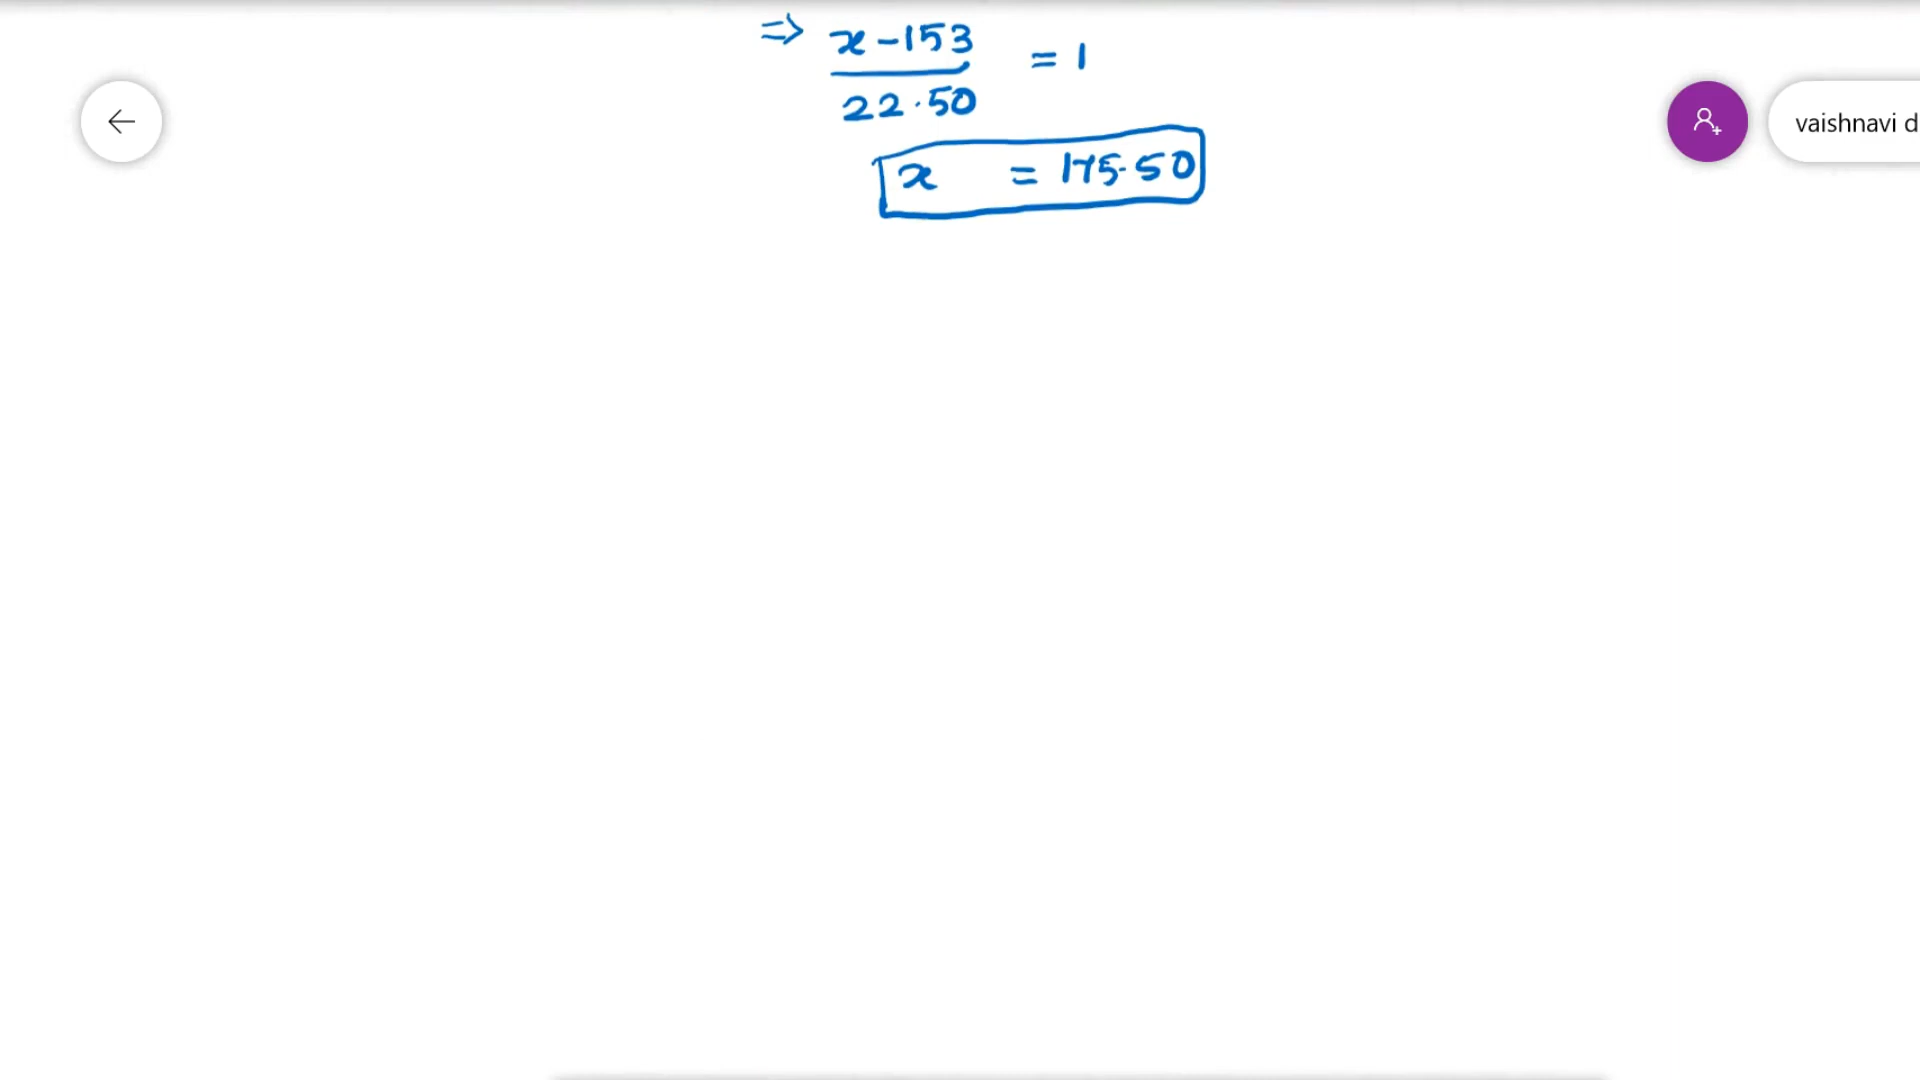 ⇒ x-153 / 22.50 = 1
x = 175.50
vaishnavi d